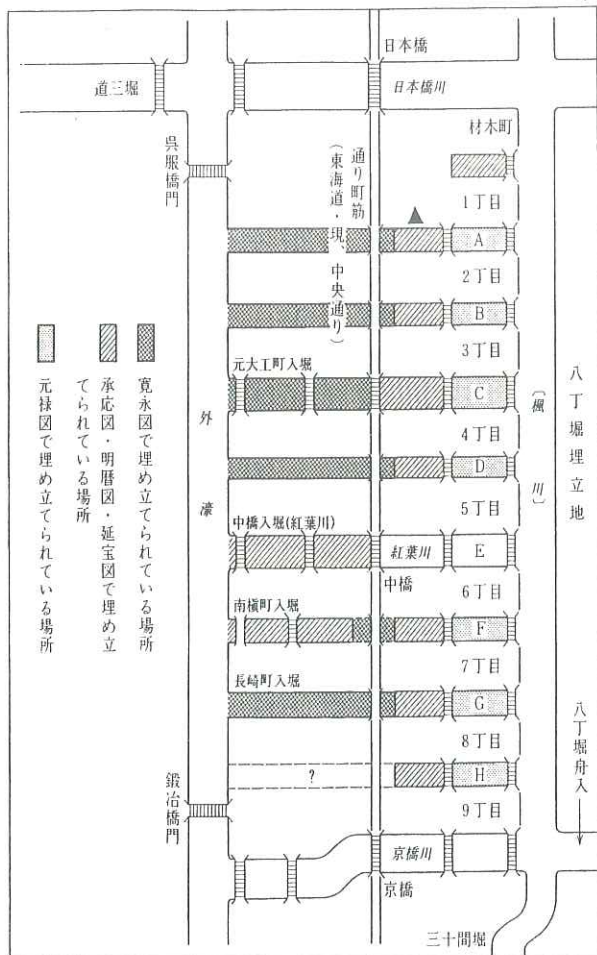 日本橋
道三堀
日本橋川
材木町
呉服橋門
通り町筋
(東海道・現、中央通り)
1丁目
A
2丁目
B
3丁目
元大工町入堀
C
4丁目
D
5丁目
中橋入堀(紅葉川)
紅葉川
E
中橋
6丁目
南槇町入堀
F
7丁目
長崎町入堀
G
8丁目
?
H
9丁目
鍛冶橋門
京橋川
京橋
三十間堀
外濠
〔楓川〕
八丁堀埋立地
八丁堀舟入
寛永図で埋め立てられている場所
承応図・明暦図・延宝図で埋め立
てられている場所
元禄図で埋め立てられている場所